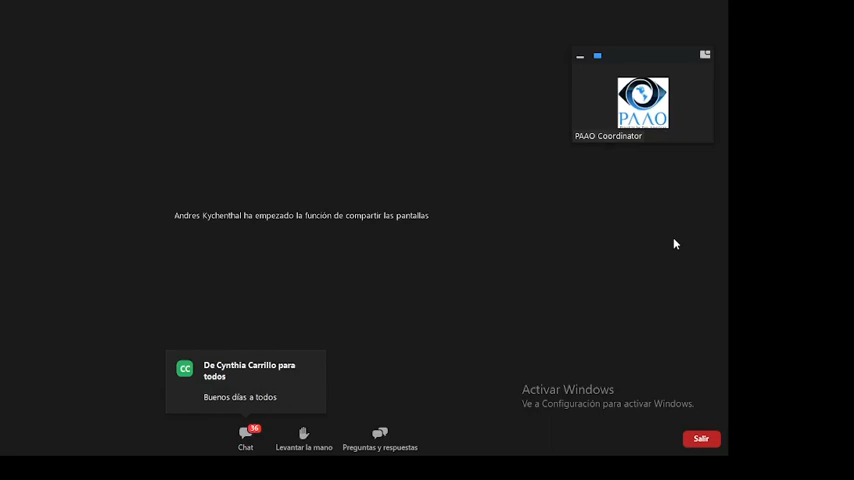 PAAO
PAAO Coordinator
Andres Kychenthal ha empezado la función de compartir las pantallas
CC
De Cynthia Carrillo para
todos
Buenos días a todos
Activar Windows
Ve a Configuración para activar Windows.
36
Chat
Levantar la mano
Preguntas y respuestas
Salir